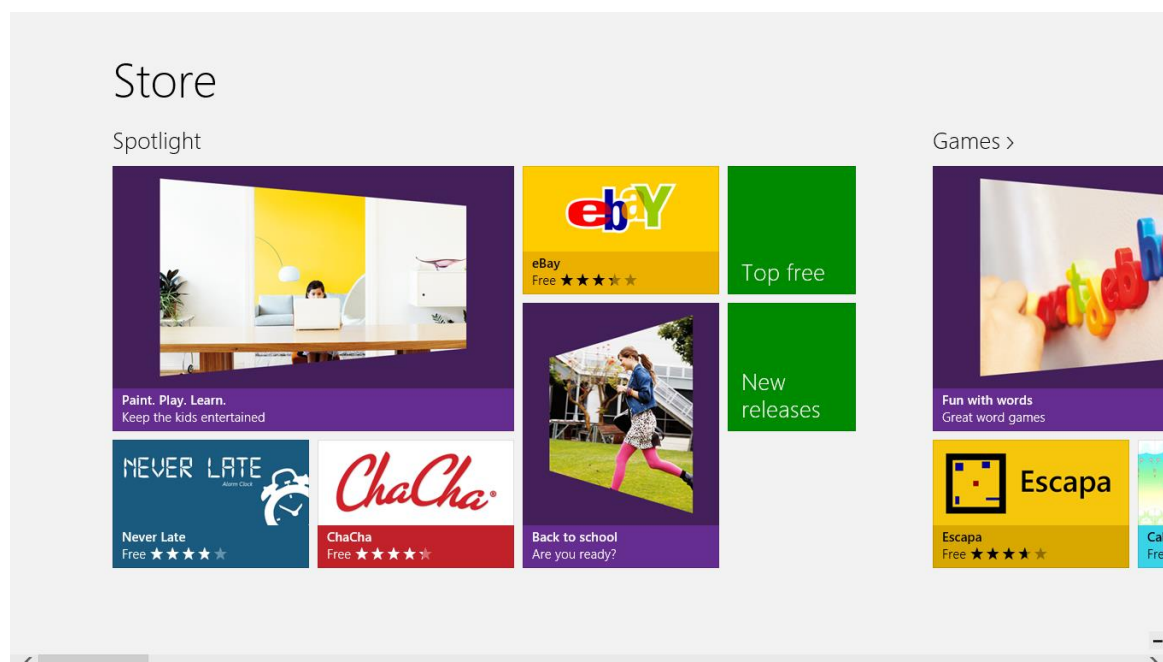 Store
Spotlight
Paint. Play. Learn.
Keep the kids entertained
ebaY
eBay
Free
Top free
New
releases
NEVER LATE
Alarm Clock
Never Late
Free
ChaCha®
ChaCha
Free
Back to school
Are you ready?
Games ›
Fun with words
Great word games
Escapa
Escapa
Free